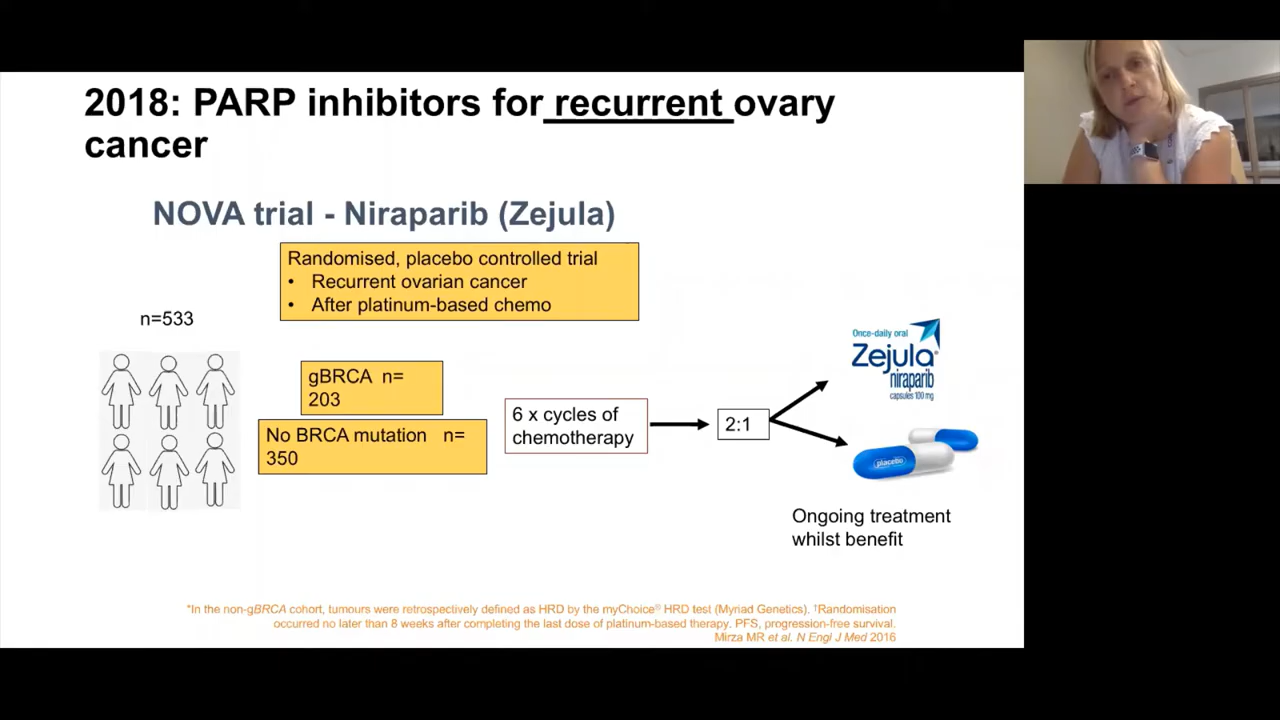 2018: PARP inhibitors for recurrent ovary
cancer
NOVA trial - Niraparib (Zejula)
Randomised, placebo controlled trial
• Recurrent ovarian cancer
• After platinum-based chemo
n=533
gBRCA n=
203
No BRCA mutation n=
350
6 x cycles of
chemotherapy
2:1
Once-daily oral
Zejula®
niraparib
capsules 100 mg
placebo
Ongoing treatment
whilst benefit
*In the non-gBRCA cohort, tumours were retrospectively defined as HRD by the myChoice® HRD test (Myriad Genetics). †Randomisation
occurred no later than 8 weeks after completing the last dose of platinum-based therapy. PFS, progression-free survival.
Mirza MR et al. N Engl J Med 2016